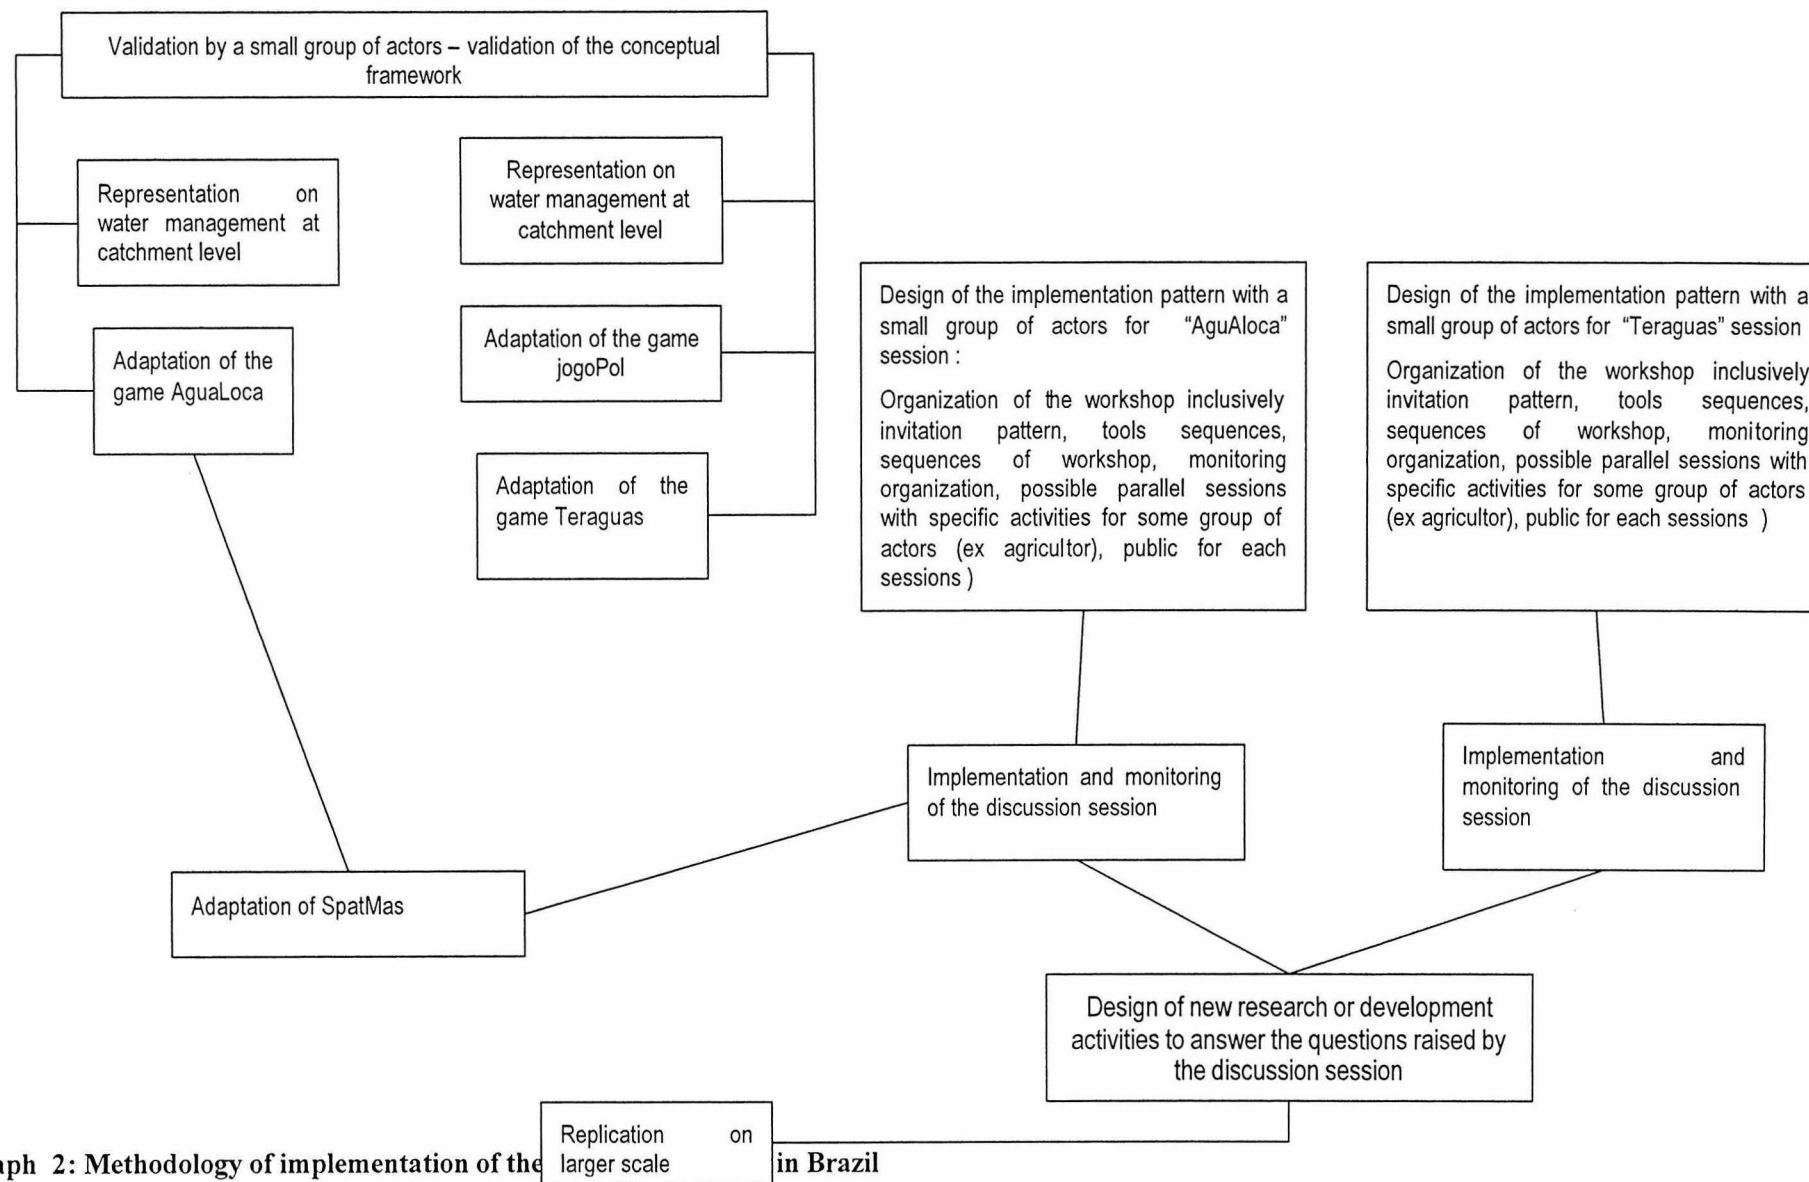 Validation by a small group of actors – validation of the conceptual
framework
Representation on
water management at
catchment level
Representation on
water management at
catchment level
Adaptation of the
game AguaLoca
Adaptation of the game
jogoPol
Adaptation of the
game Teraguas
Design of the implementation pattern with a
small group of actors for “AguAloca”
session :
Organization of the workshop inclusively
invitation pattern, tools sequences,
sequences of workshop, monitoring
organization, possible parallel sessions
with specific activities for some group of
actors (ex agricultor), public for each
sessions )
Design of the implementation pattern with a
small group of actors for “Teraguas” session
Organization of the workshop inclusively
invitation pattern, tools sequences,
sequences of workshop, monitoring
organization, possible parallel sessions with
specific activities for some group of actors
(ex agricultor), public for each sessions )
Implementation and monitoring
of the discussion session
Implementation and
monitoring of the discussion
session
Adaptation of SpatMas
Design of new research or development
activities to answer the questions raised by
the discussion session
Replication on
larger scale
aph 2: Methodology of implementation of the in Brazil